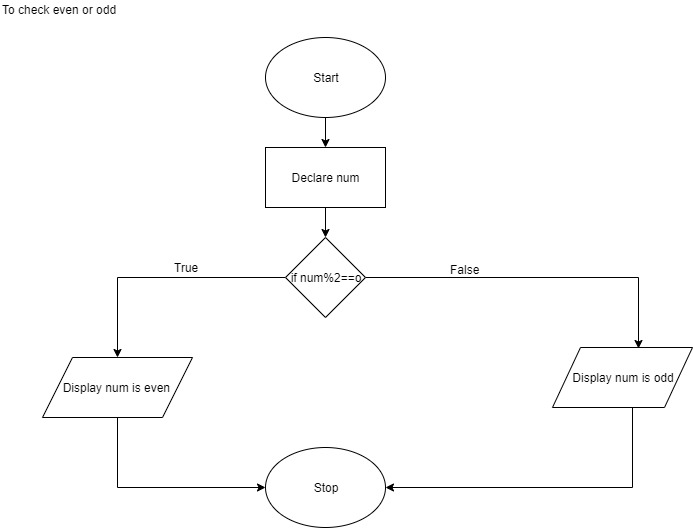 To check even or odd
Start
Declare num
if num%2==o
True
False
Display num is even
Display num is odd
Stop